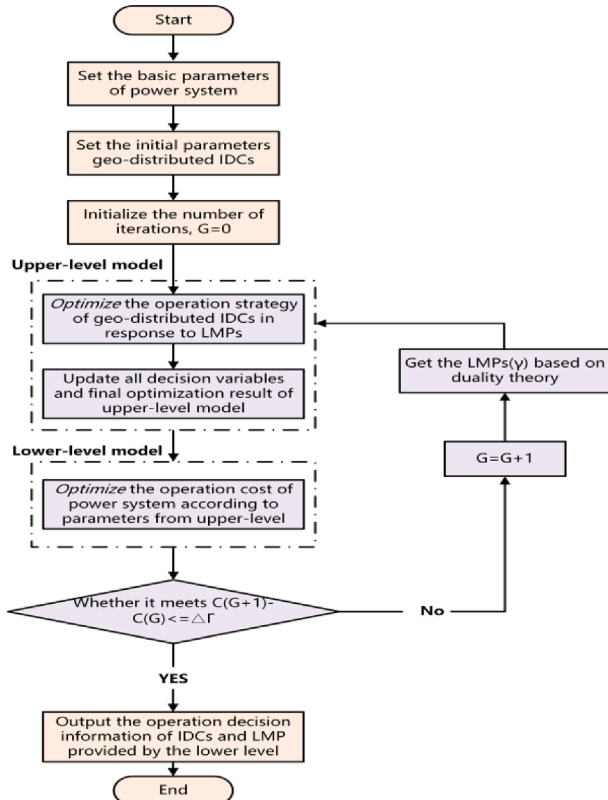 Start
Set the basic parameters
of power system
Set the initial parameters
geo-distributed IDCs
Initialize the number of
iterations, G=0
Upper-level model
Optimize the operation strategy
of geo-distributed IDCs in
response to LMPs
Update all decision variables
and final optimization result of
upper-level model
Get the LMPs(γ) based on
duality theory
G=G+1
Lower-level model
Optimize the operation cost of
power system according to
parameters from upper-level
Whether it meets C(G+1)-
C(G)<=△Γ
No
YES
Output the operation decision
information of IDCs and LMP
provided by the lower level
End